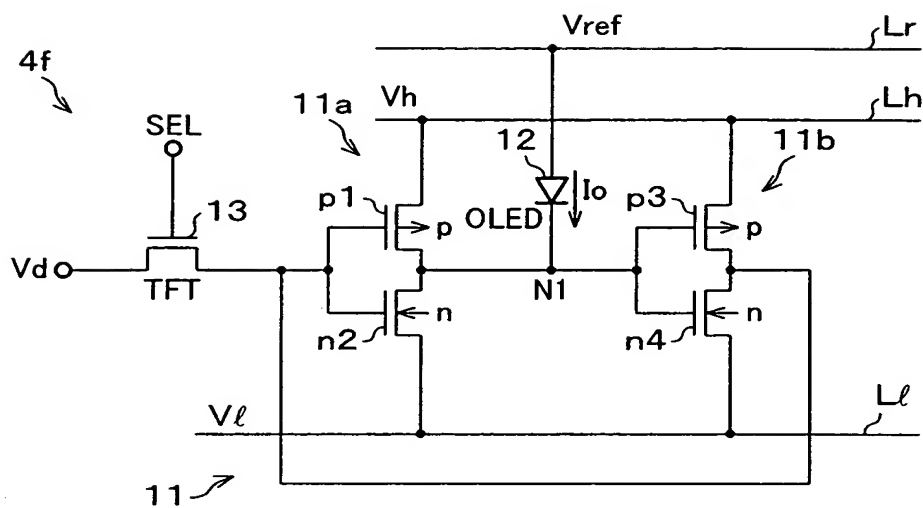 Vref
Lr
4f
11a
Vh
Lh
SEL
12
11b
13
p1
Io
p3
p
OLED
p
Vd
TFT
N1
n
n
n2
n4
Vℓ
Lℓ
11